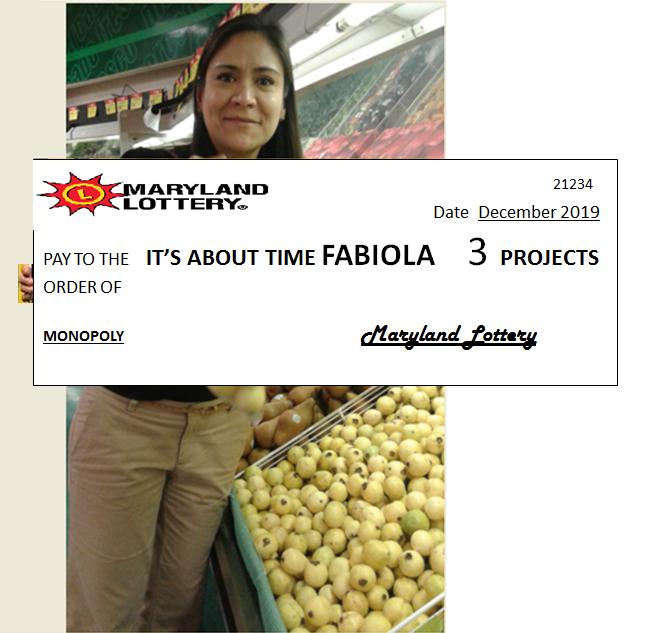 MARYLAND
LOTTERY®
21234
Date December 2019
PAY TO THE ORDER OF IT'S ABOUT TIME FABIOLA 3 PROJECTS
MONOPOLY
Maryland Lottery